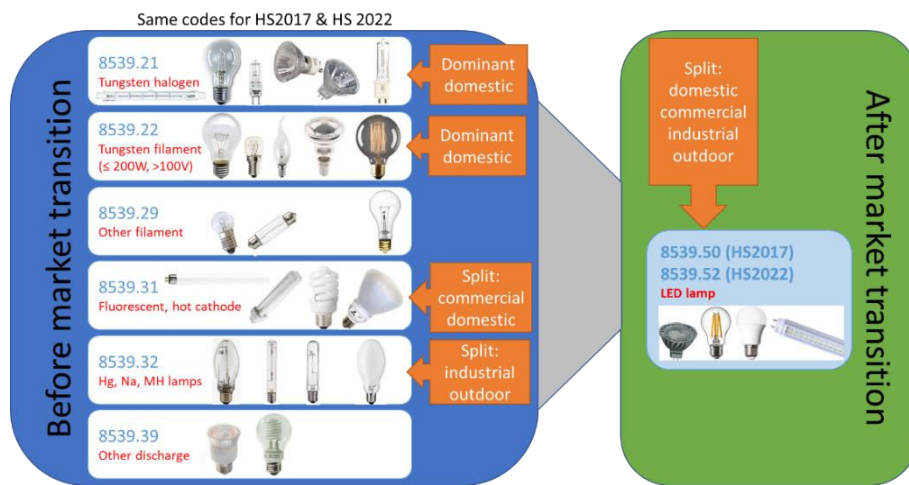 Same codes for HS2017 & HS 2022
Before market transition
8539.21
Tungsten halogen
Dominant
domestic
8539.22
Tungsten filament
(≤ 200W, >100V)
Dominant
domestic
8539.29
Other filament
8539.31
Fluorescent, hot cathode
Split:
commercial
domestic
8539.32
Hg, Na, MH lamps
Split:
industrial
outdoor
8539.39
Other discharge
Split:
domestic
commercial
industrial
outdoor
8539.50 (HS2017)
8539.52 (HS2022)
LED lamp
After market transition